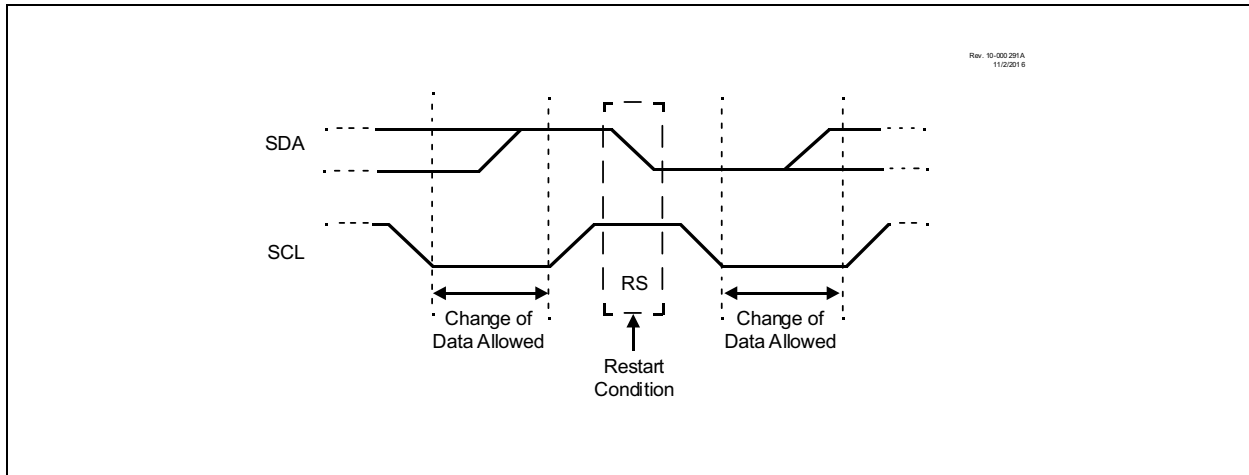 Rev. 10-000291A
11/2/2016
SDA
SCL
RS
Change of
Data Allowed
Change of
Data Allowed
Restart
Condition